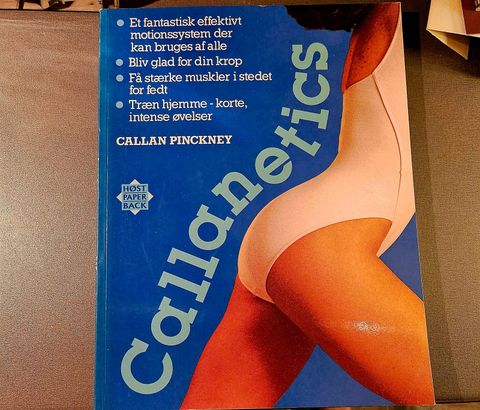 Et fantastisk effektivt
motionssystem der
kan bruges af alle
Bliv glad for din krop
Få stærke muskler i stedet
for fedt
Træn hjemme - korte,
intense øvelser
CALLAN PINCKNEY
HØST
PAPER
BACK
Callanetics